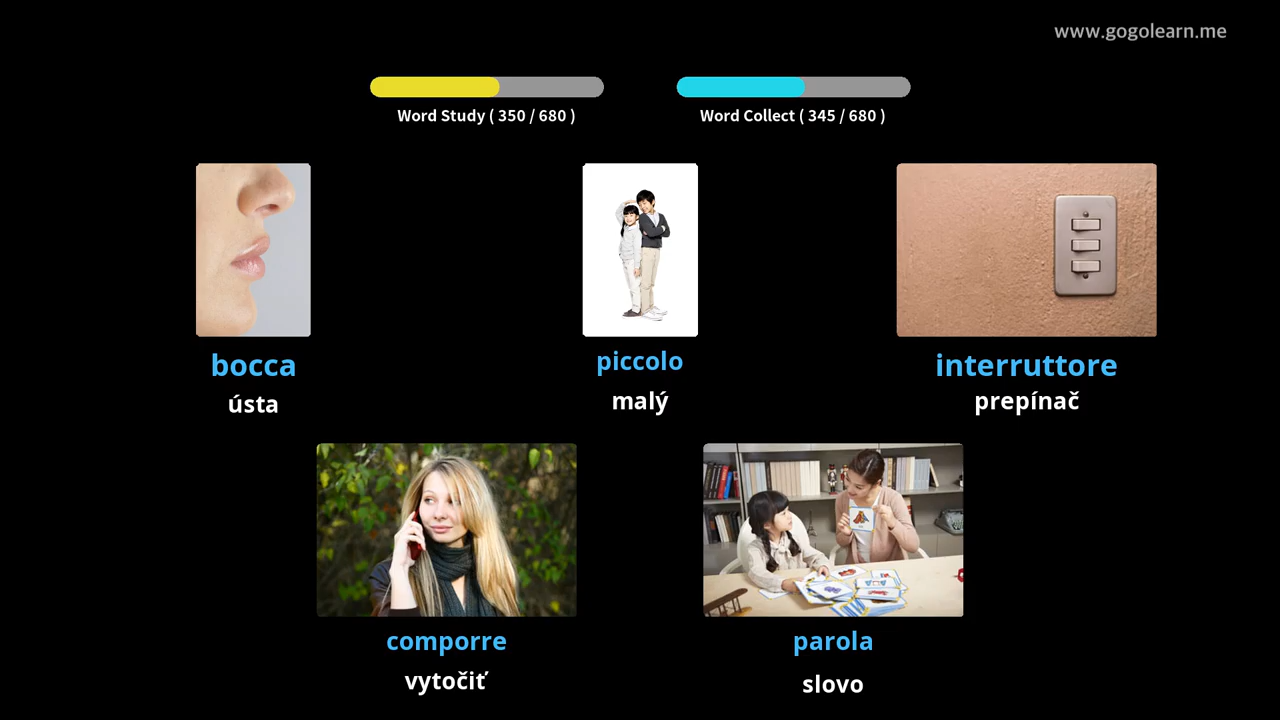 www.gogolearn.me
Word Study ( 350 / 680 )
Word Collect ( 345 / 680 )
bocca
ústa
piccolo
malý
interruttore
prepínač
comporre
vytočiť
parola
slovo